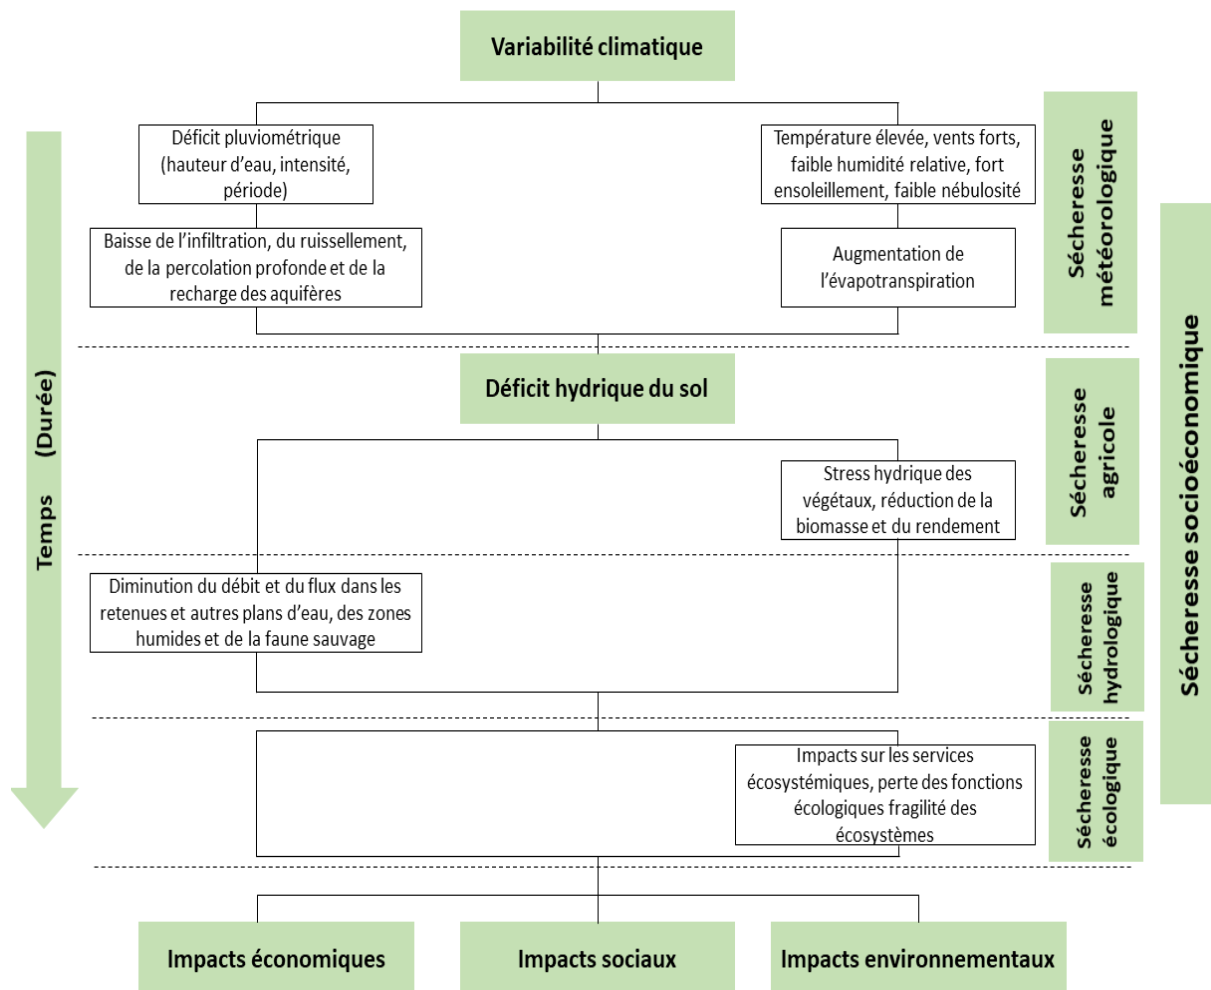 Variabilité climatique
Déficit pluviométrique
(hauteur d'eau, intensité,
période)
Température élevée, vents forts,
faible humidité relative, fort
ensoleillement, faible nébulosité
Baisse de l'infiltration, du ruissellement,
de la percolation profonde et de la
recharge des aquifères
Augmentation de
l'évapotranspiration
Sécheresse
météorologique
Déficit hydrique du sol
Stress hydrique des
végétaux, réduction de la
biomasse et du rendement
Sécheresse
agricole
Diminution du débit et du flux dans les
retenues et autres plans d'eau, des zones
humides et de la faune sauvage
Sécheresse
hydrologique
Impacts sur les services
écosystémiques, perte des fonctions
écologiques fragilité des
écosystèmes
Sécheresse
écologique
Temps (Durée)
Sécheresse socioéconomique
Impacts économiques
Impacts sociaux
Impacts environnementaux